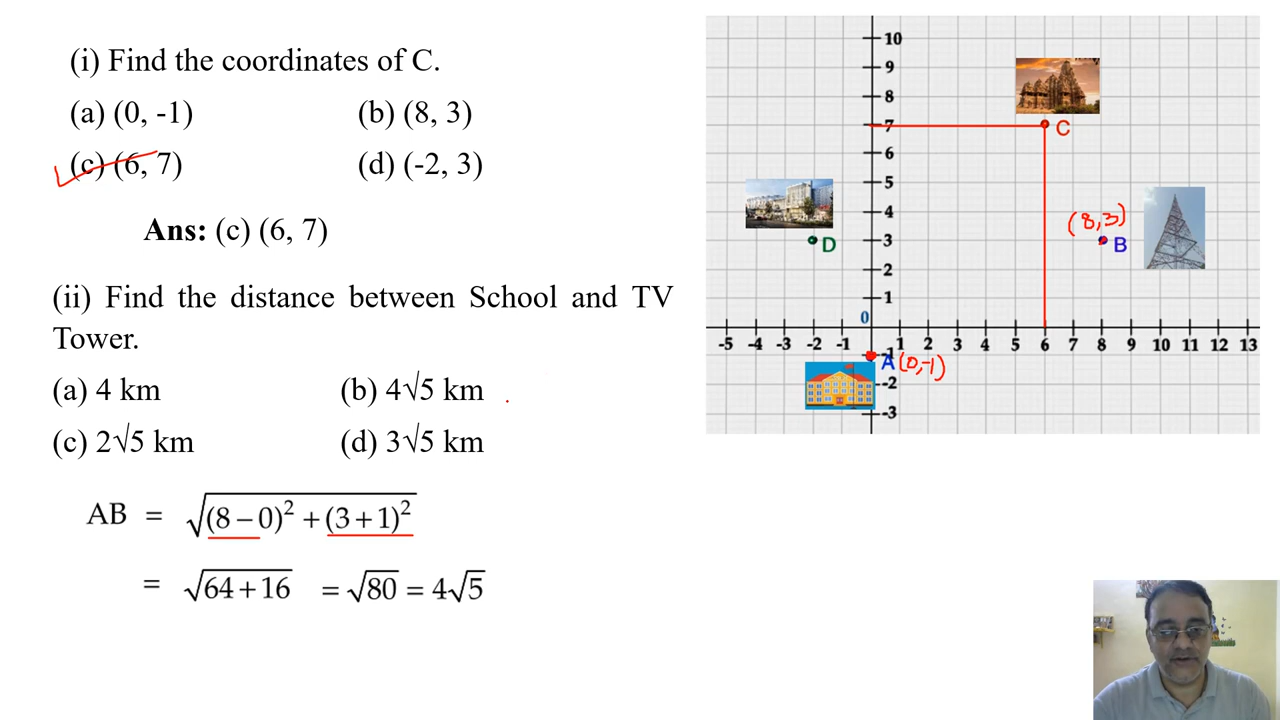 (i) Find the coordinates of C.
(a) (0, -1) (b) (8, 3)
(c) (6, 7) (d) (-2, 3)
Ans: (c) (6, 7)
(ii) Find the distance between School and TV
Tower.
(a) 4 km (b) 4√5 km
(c) 2√5 km (d) 3√5 km
AB = √(8−0)² + (3+1)²
= √64+16 = √80 = 4√5
10
9
8
7 C
6
5
4 (8,3)
D 3 B
2
1
0
-5 -4 -3 -2 -1 1 2 3 4 5 6 7 8 9 10 11 12 13
-1 A (0,-1)
-2
-3